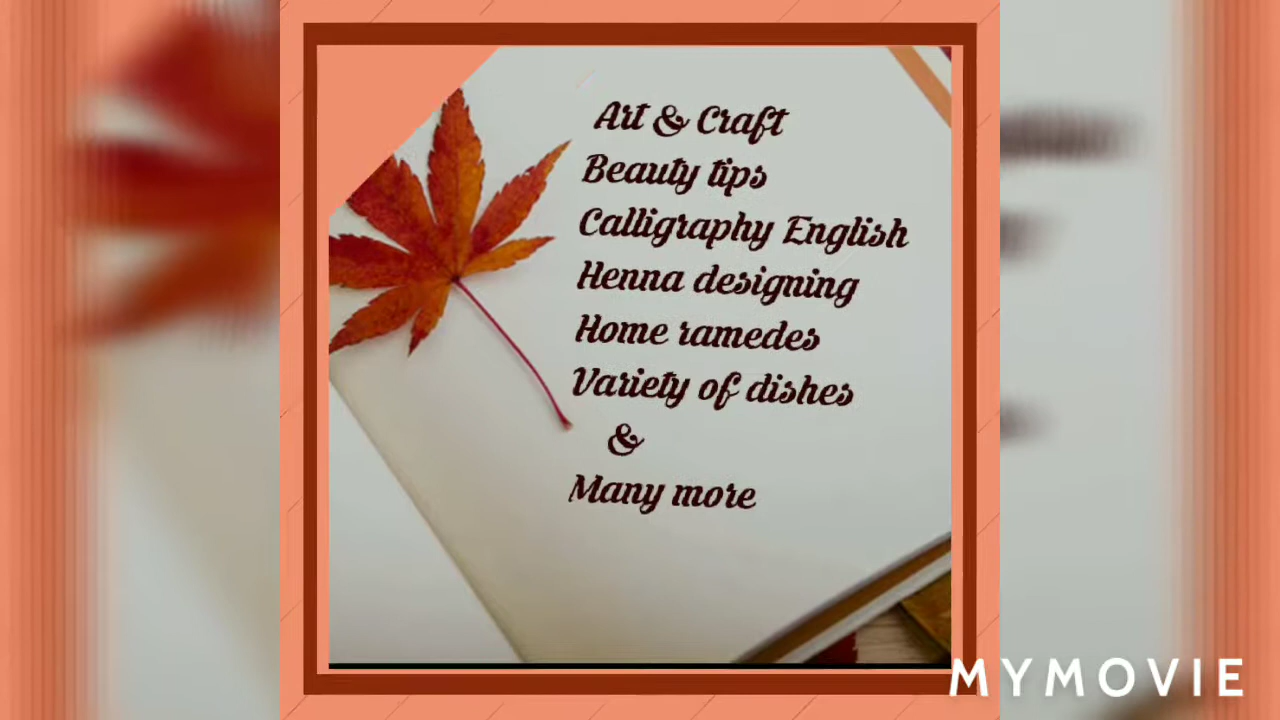 Art & Craft
Beauty tips
Calligraphy English
Henna designing
Home ramedes
Variety of dishes
&
Many more
MYMOVIE